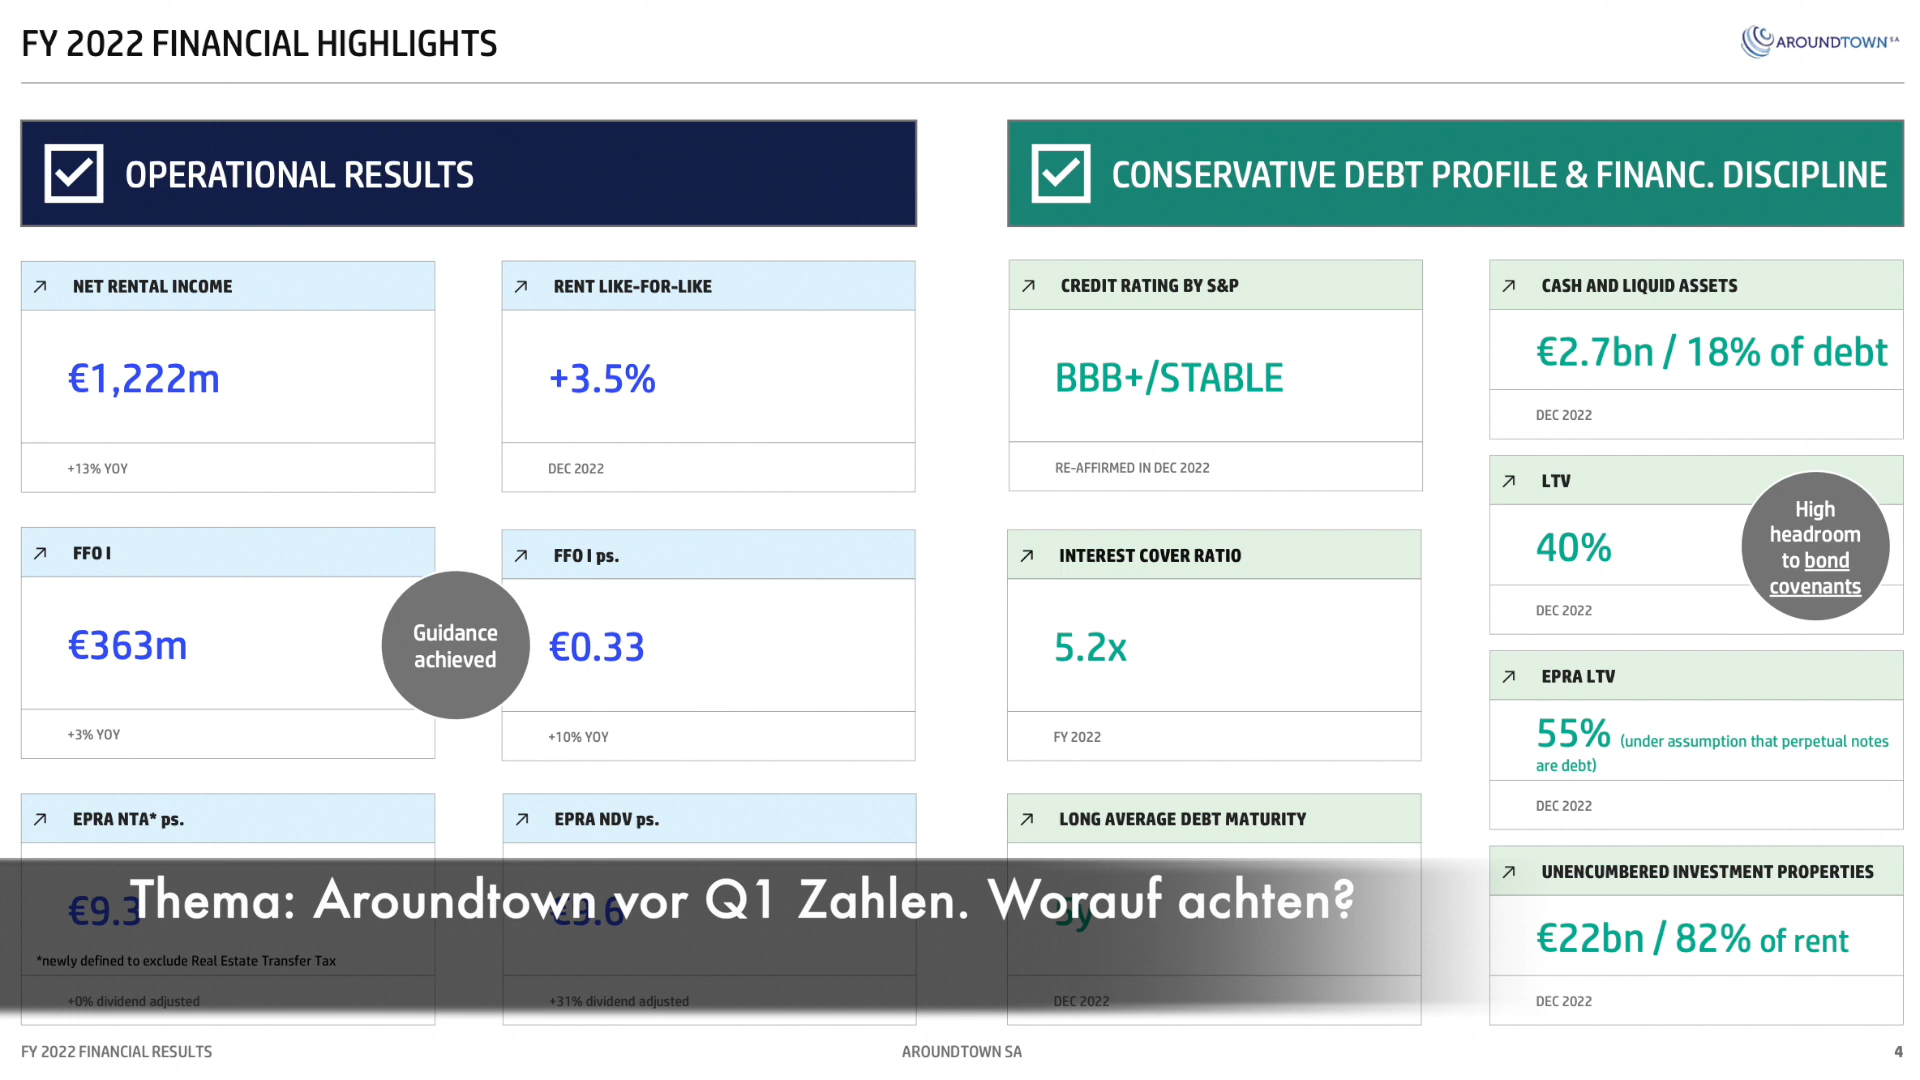 FY 2022 FINANCIAL HIGHLIGHTS
AROUNDTOWN SA
OPERATIONAL RESULTS
NET RENTAL INCOME
€1,222m
+13% YOY
RENT LIKE-FOR-LIKE
+3.5%
DEC 2022
FFO I
€363m
+3% YOY
Guidance
achieved
FFO I ps.
€0.33
+10% YOY
EPRA NTA* ps.
€9.3
*newly defined to exclude Real Estate Transfer Tax
+0% dividend adjusted
EPRA NDV ps.
€9.6
+31% dividend adjusted
CONSERVATIVE DEBT PROFILE & FINANC. DISCIPLINE
CREDIT RATING BY S&P
BBB+/STABLE
RE-AFFIRMED IN DEC 2022
INTEREST COVER RATIO
5.2x
FY 2022
LONG AVERAGE DEBT MATURITY
5y
DEC 2022
CASH AND LIQUID ASSETS
€2.7bn / 18% of debt
DEC 2022
LTV
40%
DEC 2022
High
headroom
to bond
covenants
EPRA LTV
55% (under assumption that perpetual notes
are debt)
DEC 2022
UNENCUMBERED INVESTMENT PROPERTIES
€22bn / 82% of rent
DEC 2022
Thema: Aroundtown vor Q1 Zahlen. Worauf achten?
FY 2022 FINANCIAL RESULTS
AROUNDTOWN SA
4